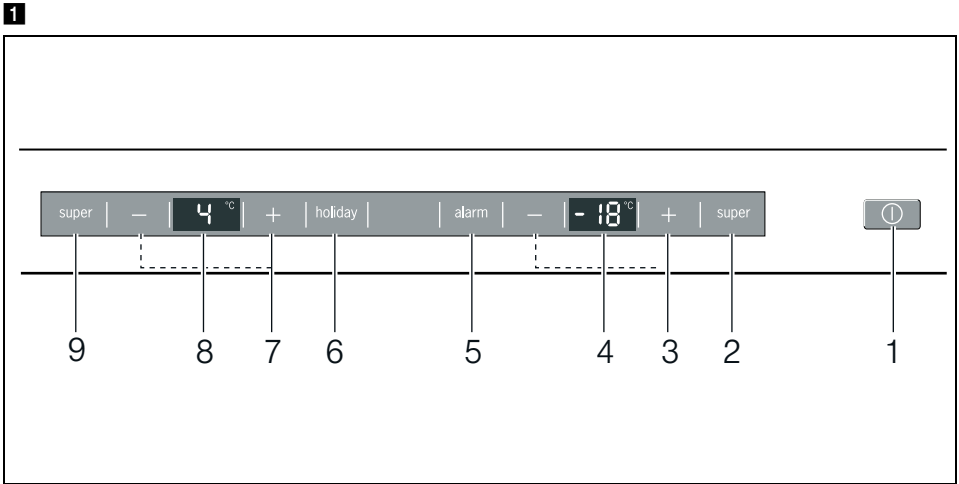 1
super | — | 4 °C | + | holiday | | alarm | — | -18 °C | + | super
9 8 7 6 5 4 3 2 1